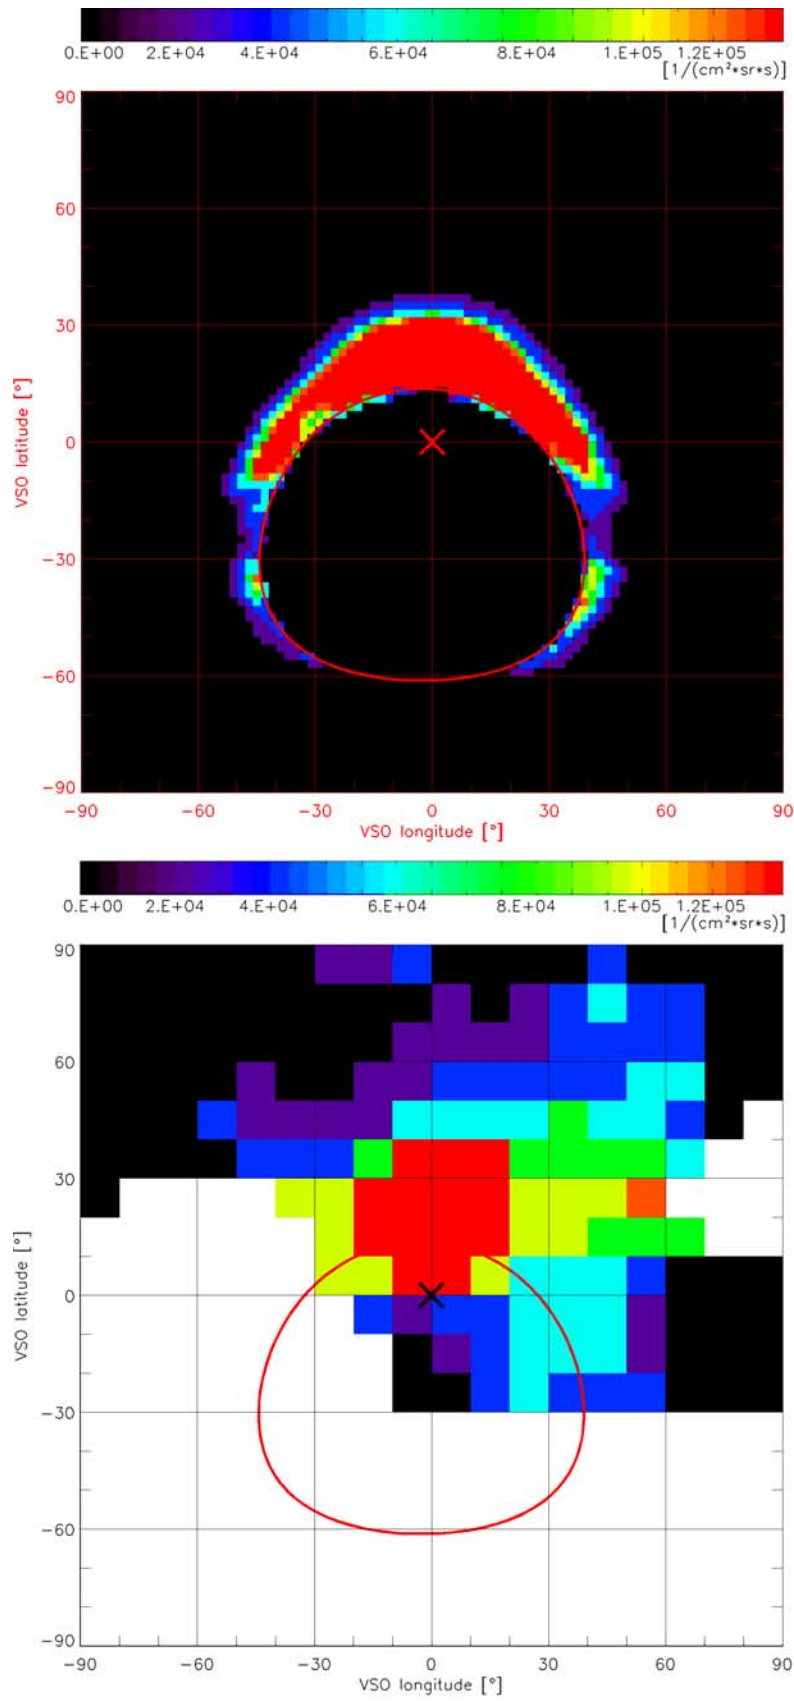 0.E+00 2.E+04 4.E+04 6.E+04 8.E+04 1.E+05 1.2E+05
[1/(cm²*sr*s)]
90
60
30
0
-30
-60
-90
VSO latitude [°]
-90 -60 -30 0 30 60 90
VSO longitude [°]
0.E+00 2.E+04 4.E+04 6.E+04 8.E+04 1.E+05 1.2E+05
[1/(cm²*sr*s)]
90
60
30
0
-30
-60
-90
VSO latitude [°]
-90 -60 -30 0 30 60 90
VSO longitude [°]